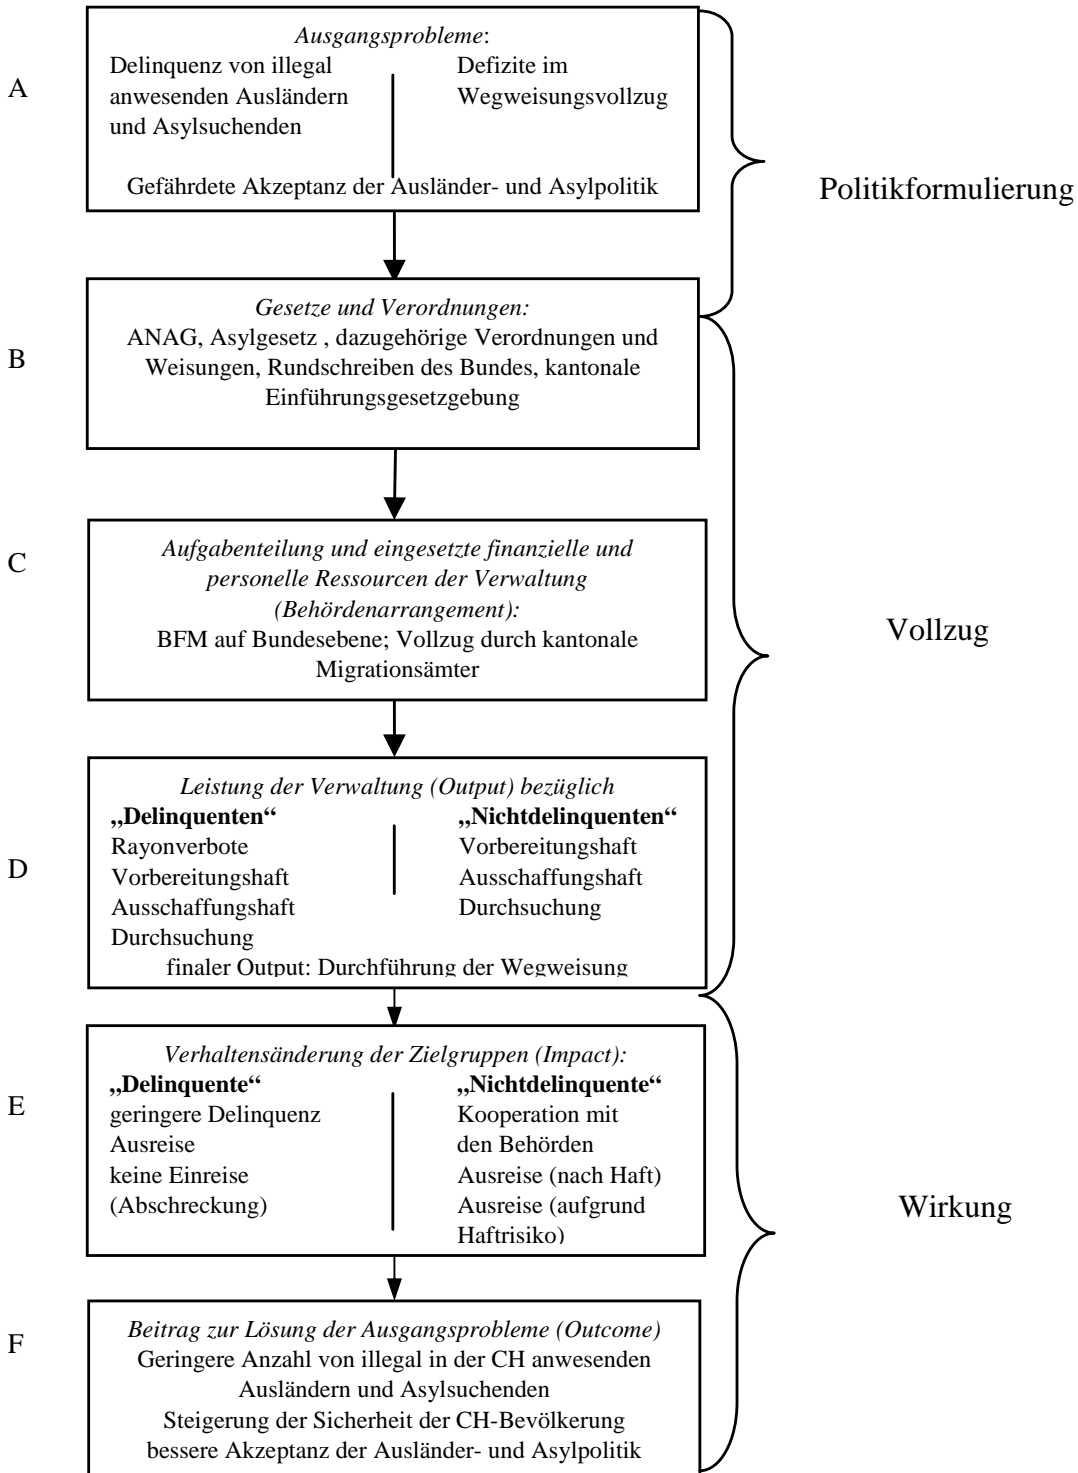 Ausgangsprobleme:
A
Delinquenz von illegal
anwesenden Ausländern
und Asylsuchenden
Defizite im
Wegweisungsvollzug
Gefährdete Akzeptanz der Ausländer- und Asylpolitik
Politikformulierung
B
Gesetze und Verordnungen:
ANAG, Asylgesetz , dazugehörige Verordnungen und
Weisungen, Rundschreiben des Bundes, kantonale
Einführungsgesetzgebung
C
Aufgabenteilung und eingesetzte finanzielle und
personelle Ressourcen der Verwaltung
(Behördenarrangement):
BFM auf Bundesebene; Vollzug durch kantonale
Migrationsämter
Vollzug
D
Leistung der Verwaltung (Output) bezüglich
„Delinquenten“
Rayonverbote
Vorbereitungshaft
Ausschaffungshaft
Durchsuchung
„Nichtdelinquenten“
Vorbereitungshaft
Ausschaffungshaft
Durchsuchung
finaler Output: Durchführung der Wegweisung
E
Verhaltensänderung der Zielgruppen (Impact):
„Delinquente“
geringere Delinquenz
Ausreise
keine Einreise
(Abschreckung)
„Nichtdelinquente“
Kooperation mit
den Behörden
Ausreise (nach Haft)
Ausreise (aufgrund
Haftrisiko)
Wirkung
F
Beitrag zur Lösung der Ausgangsprobleme (Outcome)
Geringere Anzahl von illegal in der CH anwesenden
Ausländern und Asylsuchenden
Steigerung der Sicherheit der CH-Bevölkerung
bessere Akzeptanz der Ausländer- und Asylpolitik